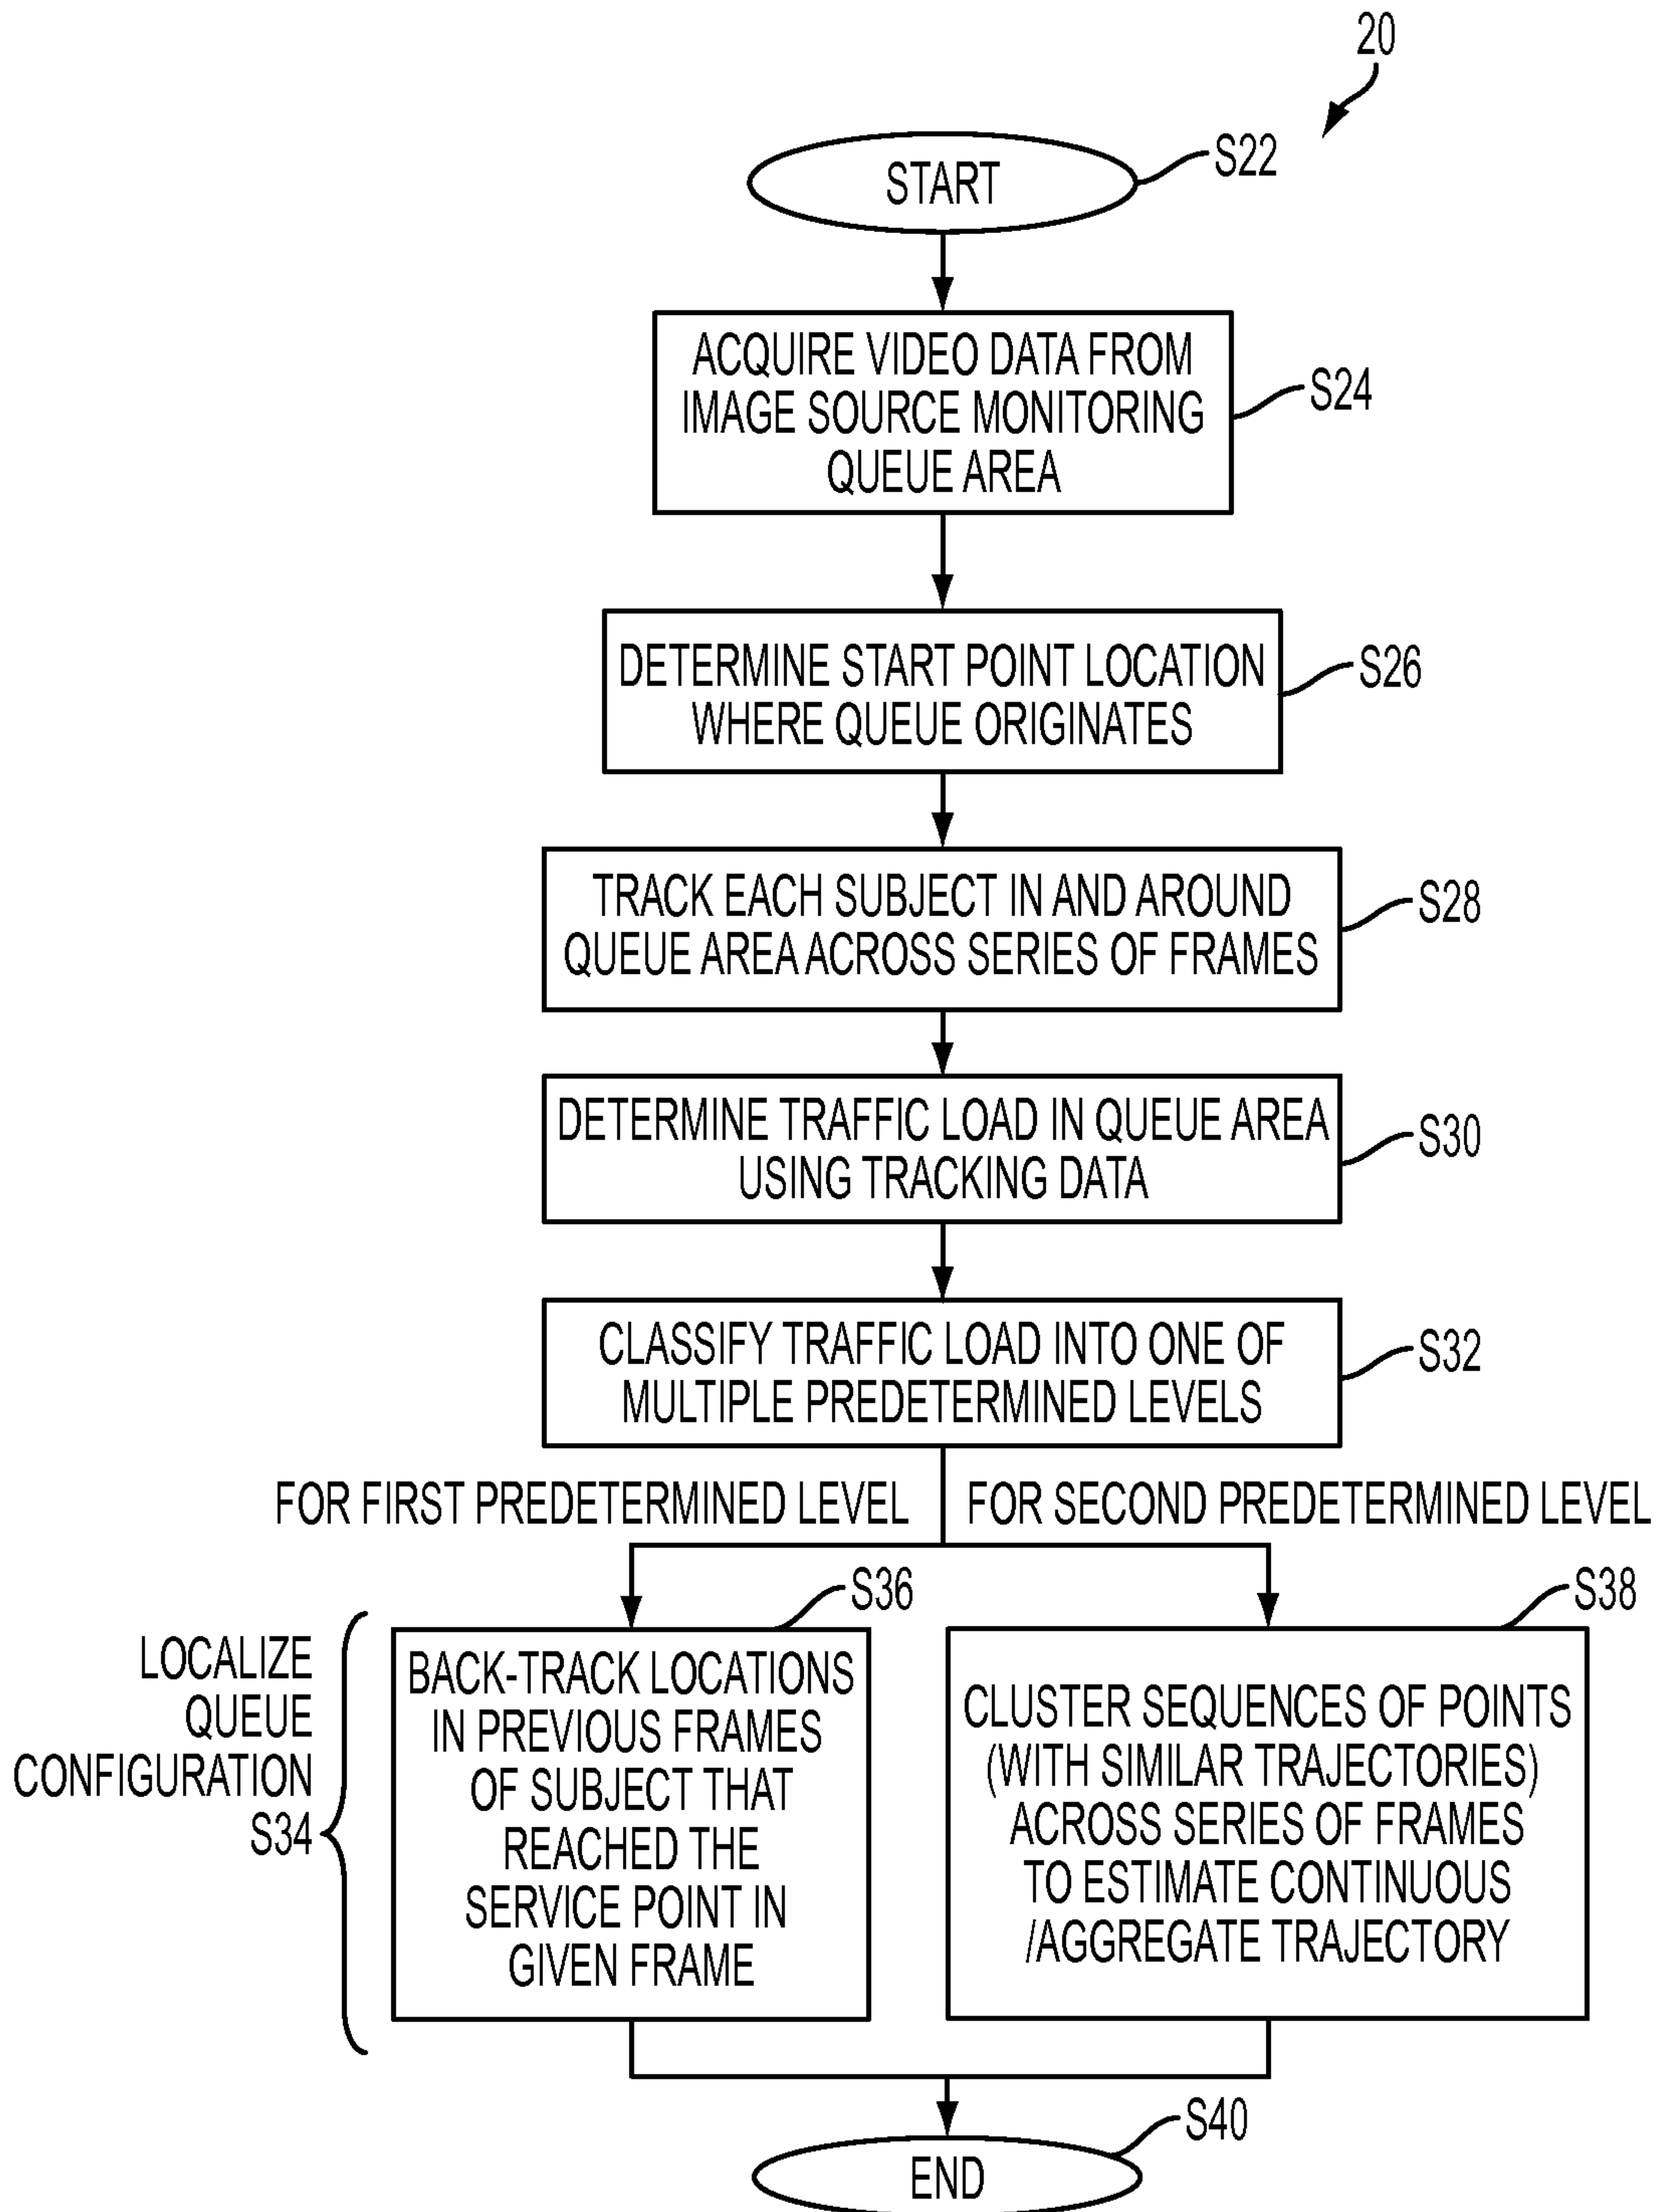 20
START
S22
ACQUIRE VIDEO DATA FROM
IMAGE SOURCE MONITORING
QUEUE AREA
S24
DETERMINE START POINT LOCATION
WHERE QUEUE ORIGINATES
S26
TRACK EACH SUBJECT IN AND AROUND
QUEUE AREA ACROSS SERIES OF FRAMES
S28
DETERMINE TRAFFIC LOAD IN QUEUE AREA
USING TRACKING DATA
S30
CLASSIFY TRAFFIC LOAD INTO ONE OF
MULTIPLE PREDETERMINED LEVELS
S32
FOR FIRST PREDETERMINED LEVEL
FOR SECOND PREDETERMINED LEVEL
LOCALIZE
QUEUE
CONFIGURATION
S34
S36
BACK-TRACK LOCATIONS
IN PREVIOUS FRAMES
OF SUBJECT THAT
REACHED THE
SERVICE POINT IN
GIVEN FRAME
S38
CLUSTER SEQUENCES OF POINTS
(WITH SIMILAR TRAJECTORIES)
ACROSS SERIES OF FRAMES
TO ESTIMATE CONTINUOUS
/AGGREGATE TRAJECTORY
S40
END